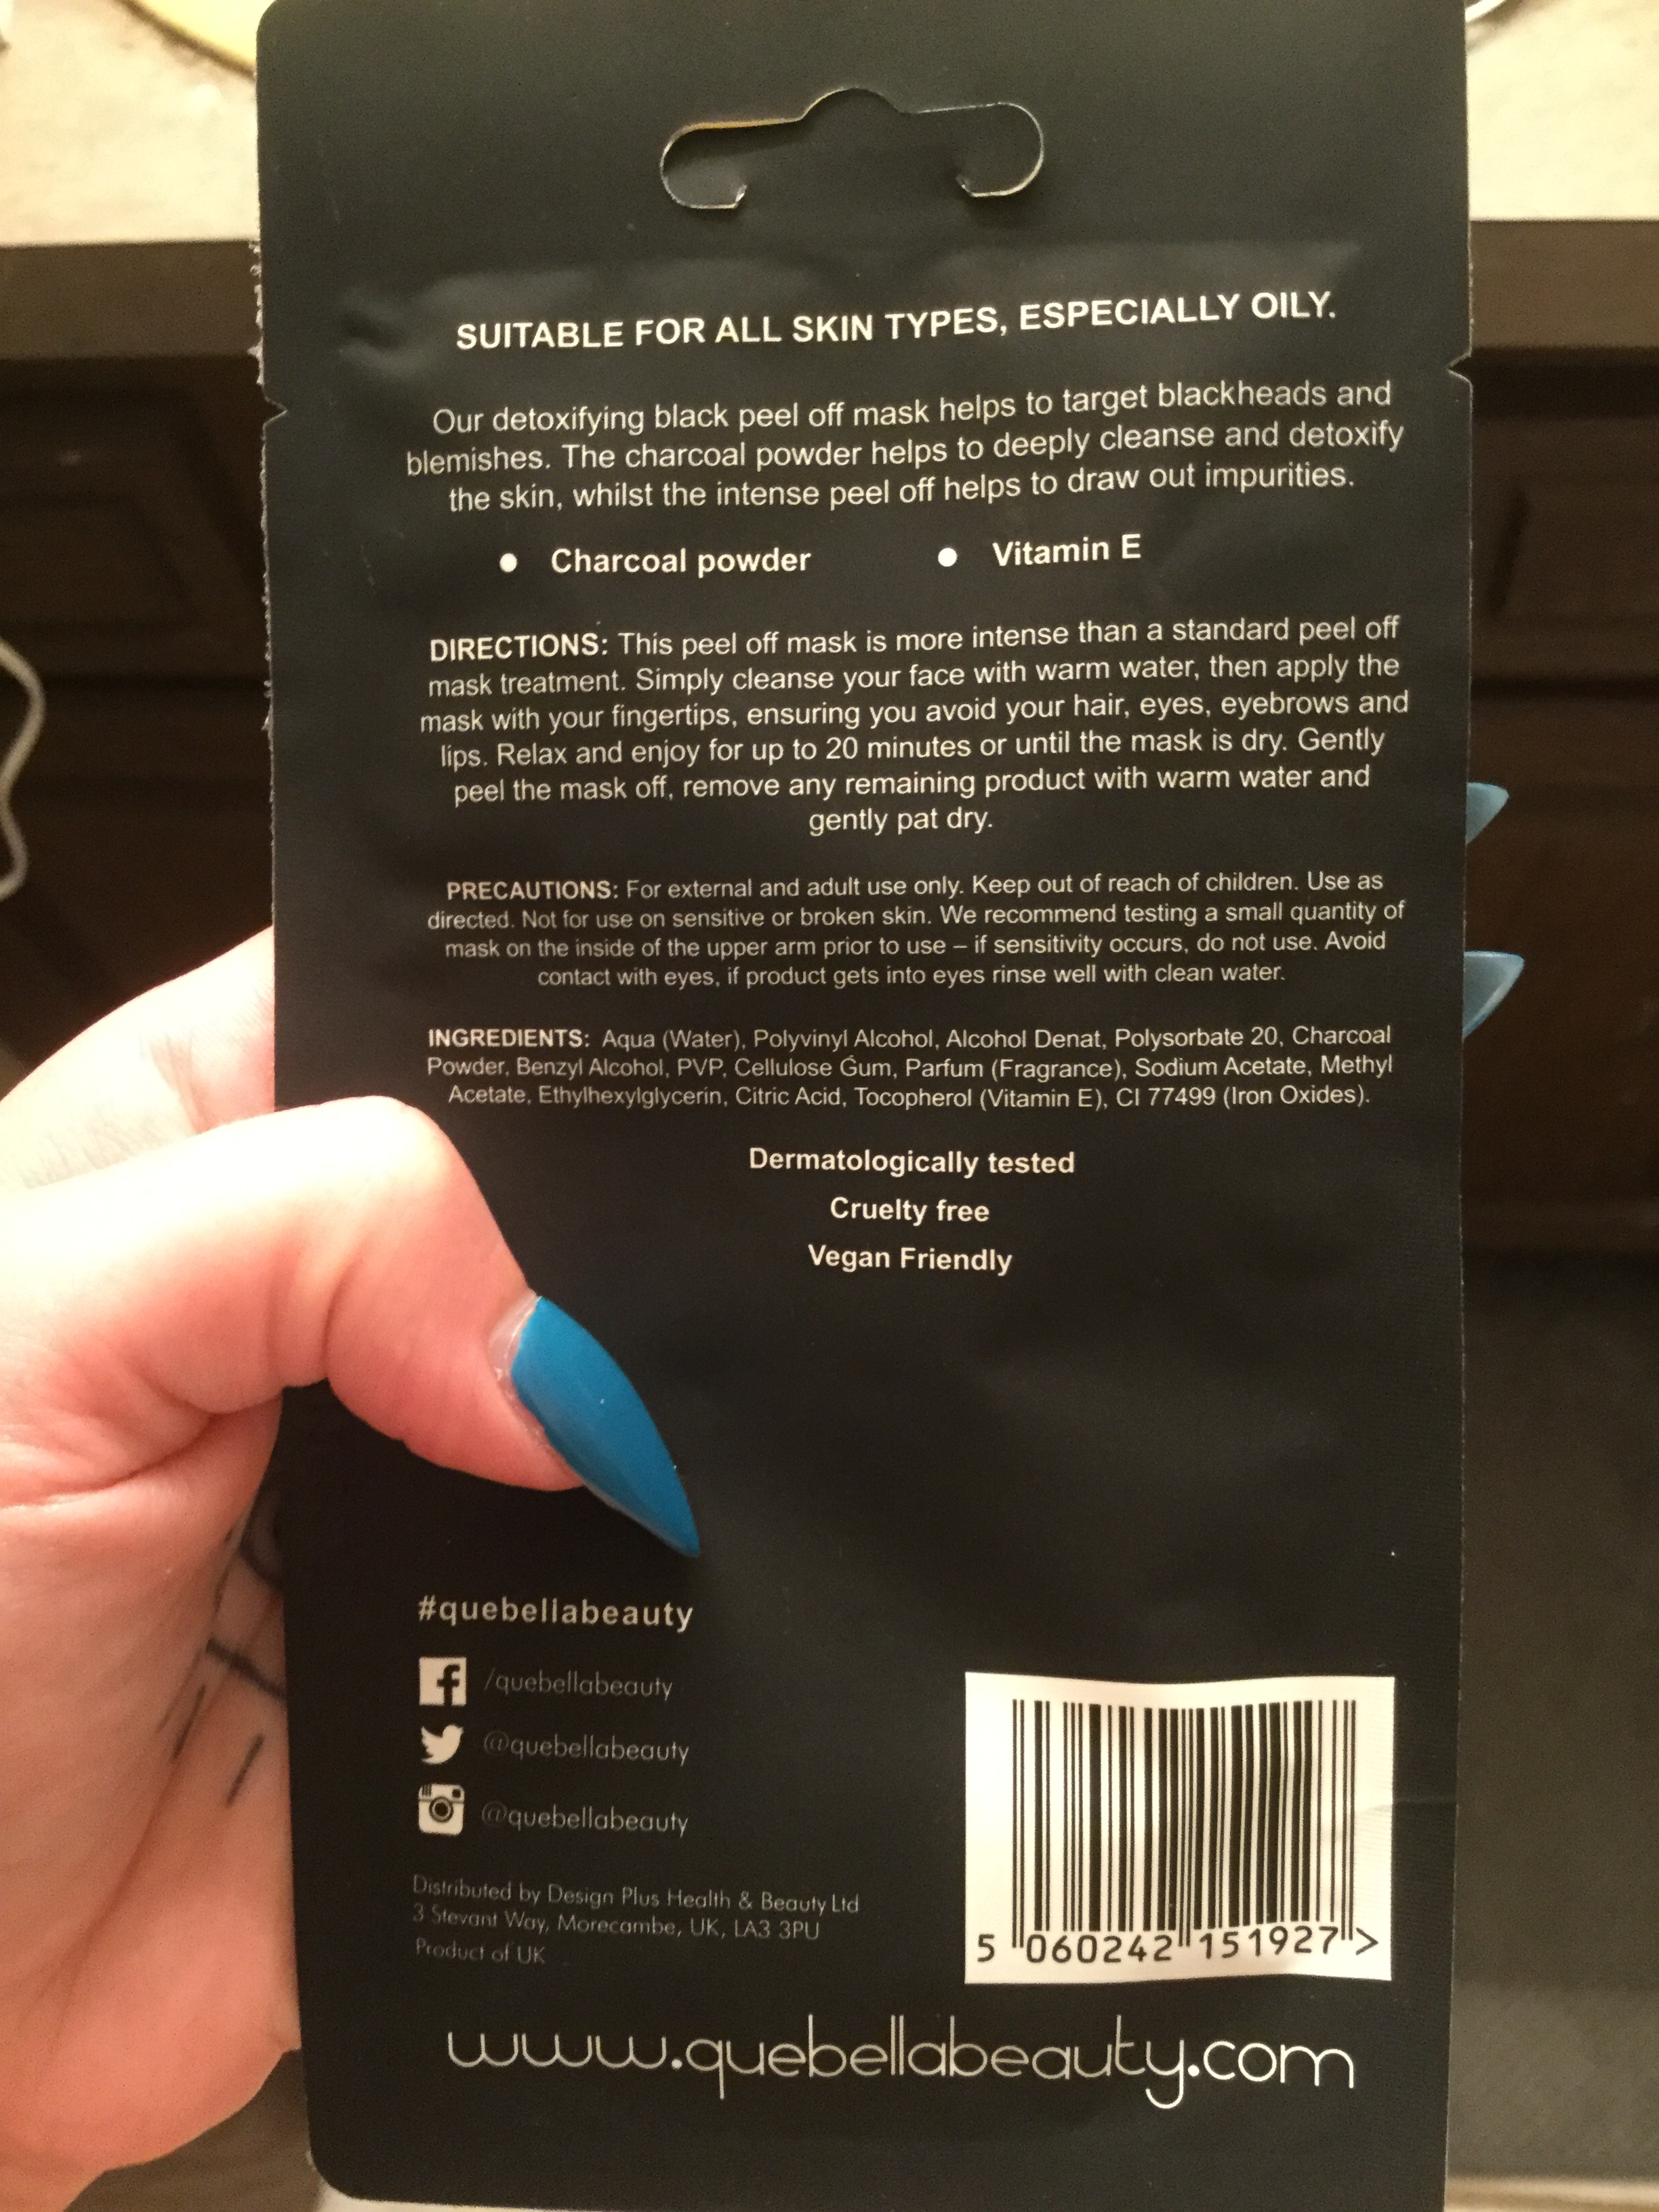 SUITABLE FOR ALL SKIN TYPES, ESPECIALLY OILY.
Our detoxifying black peel off mask helps to target blackheads and
blemishes. The charcoal powder helps to deeply cleanse and detoxify
the skin, whilst the intense peel off helps to draw out impurities.
• Charcoal powder • Vitamin E
DIRECTIONS: This peel off mask is more intense than a standard peel off
mask treatment. Simply cleanse your face with warm water, then apply the
mask with your fingertips, ensuring you avoid your hair, eyes, eyebrows and
lips. Relax and enjoy for up to 20 minutes or until the mask is dry. Gently
peel the mask off, remove any remaining product with warm water and
gently pat dry.
PRECAUTIONS: For external and adult use only. Keep out of reach of children. Use as
directed. Not for use on sensitive or broken skin. We recommend testing a small quantity of
mask on the inside of the upper arm prior to use – if sensitivity occurs, do not use. Avoid
contact with eyes, if product gets into eyes rinse well with clean water.
INGREDIENTS: Aqua (Water), Polyvinyl Alcohol, Alcohol Denat, Polysorbate 20, Charcoal
Powder, Benzyl Alcohol, PVP, Cellulose Gum, Parfum (Fragrance), Sodium Acetate, Methyl
Acetate, Ethylhexylglycerin, Citric Acid, Tocopherol (Vitamin E), CI 77499 (Iron Oxides).
Dermatologically tested
Cruelty free
Vegan Friendly
#quebellabeauty
/quebellabeauty
@quebellabeauty
@quebellabeauty
Distributed by Design Plus Health & Beauty Ltd
3 Stevant Way, Morecambe, UK, LA3 3PU
Product of UK
5 060242 151927 >
www.quebellabeauty.com